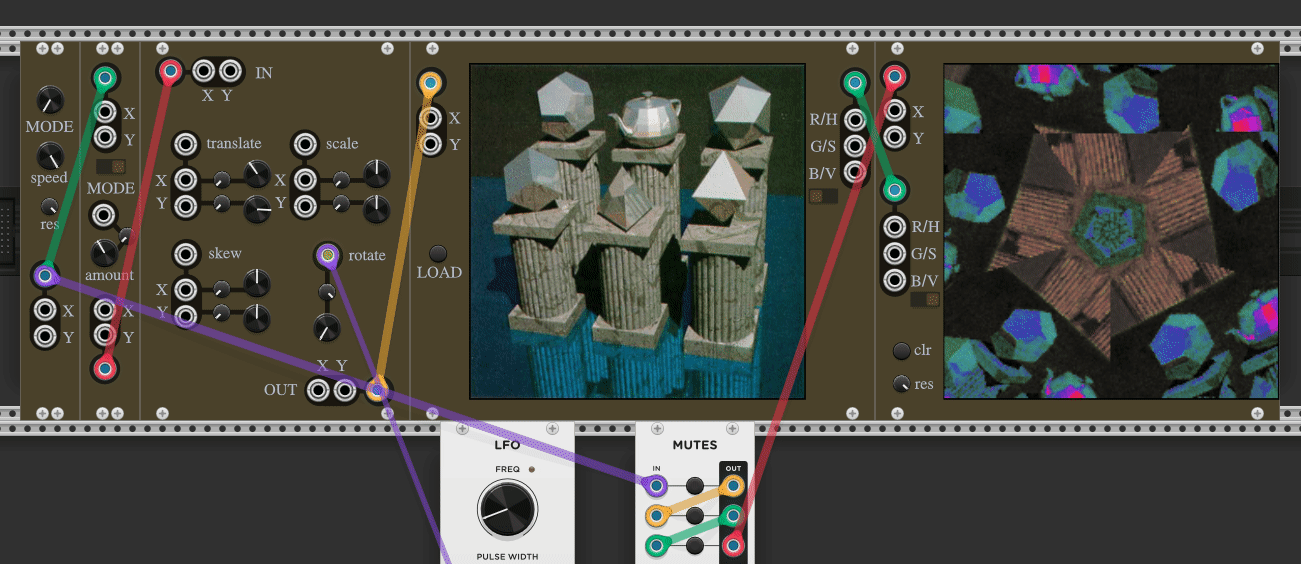 MODE
speed
res
X
Y
X
Y
MODE
amount
X
Y
IN
X Y
translate
X
Y
scale
X
Y
skew
X
Y
rotate
X Y
OUT
X
Y
LOAD
R/H
G/S
B/V
X
Y
R/H
G/S
B/V
clr
res
LFO
FREQ
PULSE WIDTH
MUTES
IN
OUT